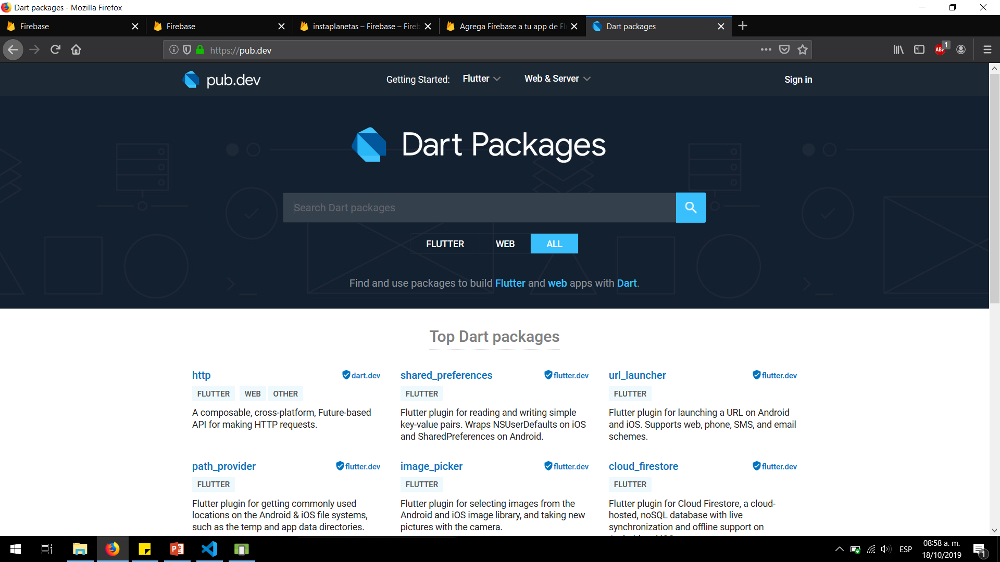 Dart packages - Mozilla Firefox
Firebase
Firebase
instaplanetas – Firebase – Fireb
Agrega Firebase a tu app de Fl
Dart packages
https://pub.dev
ABP
1
pub.dev
Getting Started:
Flutter
Web & Server
Sign in
Dart Packages
Search Dart packages
FLUTTER
WEB
ALL
Find and use packages to build Flutter and web apps with Dart.
Top Dart packages
http
dart.dev
FLUTTER
WEB
OTHER
A composable, cross-platform, Future-based
API for making HTTP requests.
shared_preferences
flutter.dev
FLUTTER
Flutter plugin for reading and writing simple
key-value pairs. Wraps NSUserDefaults on iOS
and SharedPreferences on Android.
url_launcher
flutter.dev
FLUTTER
Flutter plugin for launching a URL on Android
and iOS. Supports web, phone, SMS, and email
schemes.
path_provider
flutter.dev
FLUTTER
Flutter plugin for getting commonly used
locations on the Android & iOS file systems,
such as the temp and app data directories.
image_picker
flutter.dev
FLUTTER
Flutter plugin for selecting images from the
Android and iOS image library, and taking new
pictures with the camera.
cloud_firestore
flutter.dev
FLUTTER
Flutter plugin for Cloud Firestore, a cloud-
hosted, noSQL database with live
synchronization and offline support on
ESP
08:58 a. m.
18/10/2019
1